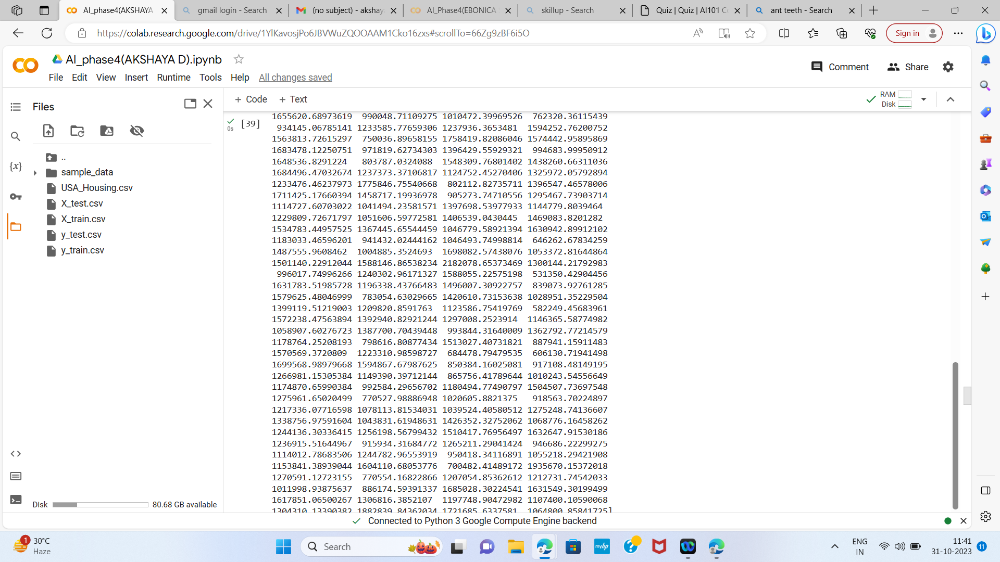 AI_phase4(AKSHAYA
gmail login - Search
(no subject) - akshay
AI_Phase4(EBONICA
skillup - Search
Quiz | Quiz | AI101 Co
ant teeth - Search
https://colab.research.google.com/drive/1YlKavosjPo6JBVWuZQOOAAM1Cko16zxs#scrollTo=66Zg9zBF6i5O
Sign in
AI_phase4(AKSHAYA D).ipynb
File Edit View Insert Runtime Tools Help All changes saved
Comment
Share
Files
+ Code + Text
RAM
Disk
..
sample_data
USA_Housing.csv
X_test.csv
X_train.csv
y_test.csv
y_train.csv
Disk
80.68 GB available
[39]
0s
1655620.68973619 990048.71109275 1010472.39969526 762320.36115439
934145.06785141 1233585.77659306 1237936.3653481 1594252.76200752
1563813.72615297 750036.89658155 1758419.82086046 1574442.95895869
1683478.12250751 971819.62734303 1396429.55929321 994683.99950912
1648536.8291224 803787.0324088 1548309.76801402 1438260.66311036
1684496.47032674 1237373.37106817 1124752.45270406 1325972.05792894
1233476.46237973 1775846.75540668 802112.82735711 1396547.46578006
1711425.17660394 1458717.19936978 905273.74710556 1295467.73903714
1114727.60703022 1041494.23581571 1397698.53977933 1144779.8039464
1229809.72671797 1051606.59772581 1406539.0430445 1469083.8201282
1534783.44957525 1367445.65544459 1046779.58921394 1630942.89912102
1183033.46596201 941432.02444162 1046493.74998814 646262.67834259
1487555.9608462 1004885.3524693 1698082.57438076 1053372.81644864
1501140.22912044 1588146.86538234 2182078.65373469 1300144.21792983
996017.74996266 1240302.96171327 1588055.22575198 531350.42904456
1631783.51985728 1196338.43766483 1496007.30922757 839073.92761285
1579625.48046999 783054.63029665 1420610.73153638 1028951.35229504
1399119.51219003 1209820.8591763 1123586.75419769 582249.45683961
1572238.47563894 1392940.82921244 1297008.2523914 1146365.58774982
1058907.60276723 1387700.70439448 993844.31640009 1362792.77214579
1178764.25208193 798616.80877434 1513027.40731821 887941.15911483
1570569.3720809 1223310.98598727 684478.79479535 606130.71941498
1699568.98979668 1594867.67987625 850384.16025081 917108.48149195
1266981.15305384 1149390.39712144 865756.41789644 1010243.54556649
1174870.65990384 992584.29656702 1180494.77490797 1504507.73697548
1275961.65020499 770527.98886948 1020605.8821375 918563.70224897
1217336.07716598 1078113.81534031 1039524.40580512 1275248.74136607
1338756.97591604 1043831.61948631 1426352.32752062 1068776.16458262
1244136.30336415 1256198.56799432 1510417.76956497 1632647.91530186
1236915.51644967 915934.31684772 1265211.29041424 946686.22299275
1114012.78683506 1244782.96553919 950418.34116891 1055218.29421908
1153841.38939044 1604110.68053776 700482.41489172 1935670.15372018
1270591.12723155 770554.16822866 1207054.85362612 1212731.74542033
1011998.93875637 886174.59391337 1685028.30224541 1631549.30199499
1617851.06500267 1306816.3852107 1197748.90472982 1107400.10590068
1304310.13390382 1882839.84362034 1721685.6337581 1064800.85841725]
Connected to Python 3 Google Compute Engine backend
1
30°C
Haze
Search
ENG
IN
11:41
31-10-2023
11